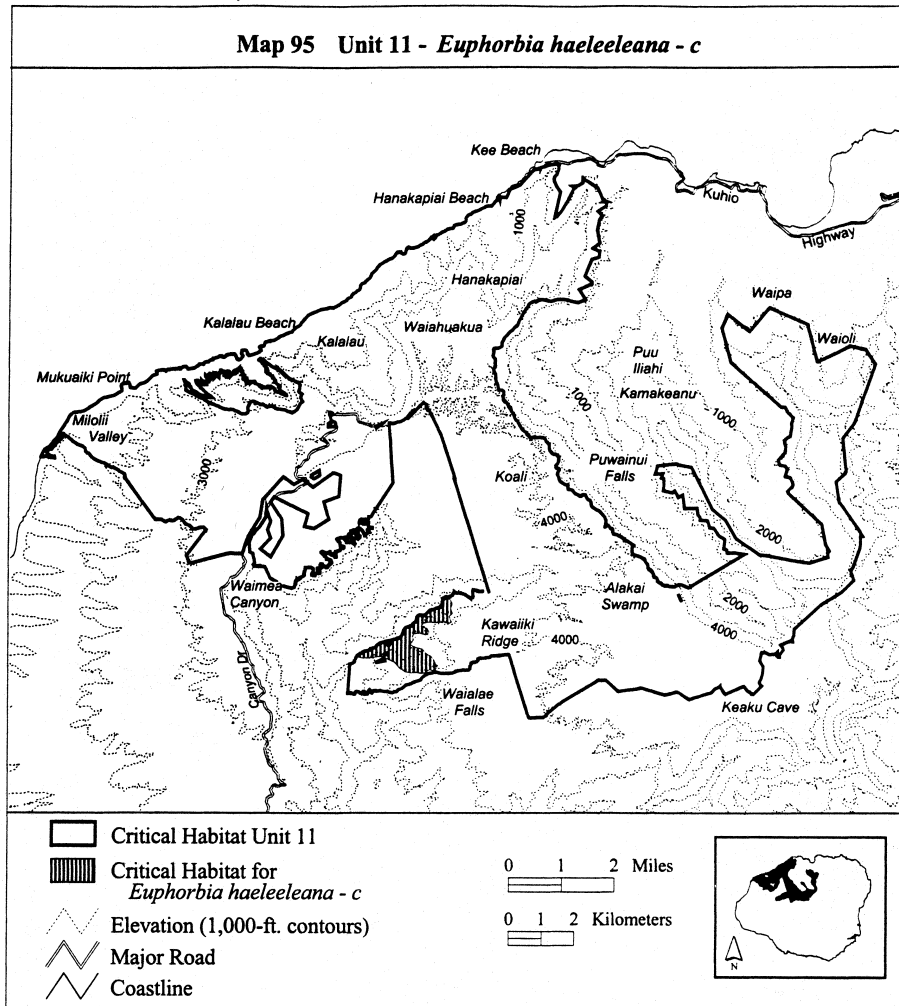 Map 95 Unit 11 - Euphorbia haeleeleana - c
Kee Beach
Hanakapiai Beach
Kuhio
Highway
1000
Hanakapiai
Waipa
Kalalau Beach
Kalalau
Waiahuakua
Waioli
Mukuaiki Point
Puu
Iliahi
Kamakeanu
1000
1000
Milolii
Valley
3000
Koali
Puwainui
Falls
4000
2000
Waimea
Canyon
Alakai
Swamp
2000
4000
Kawaiiki
Ridge
4000
Canyon Dr
Waialae
Falls
Keaku Cave
Critical Habitat Unit 11
Critical Habitat for
Euphorbia haeleeleana - c
Elevation (1,000-ft. contours)
Major Road
Coastline
0 1 2 Miles
0 1 2 Kilometers
N